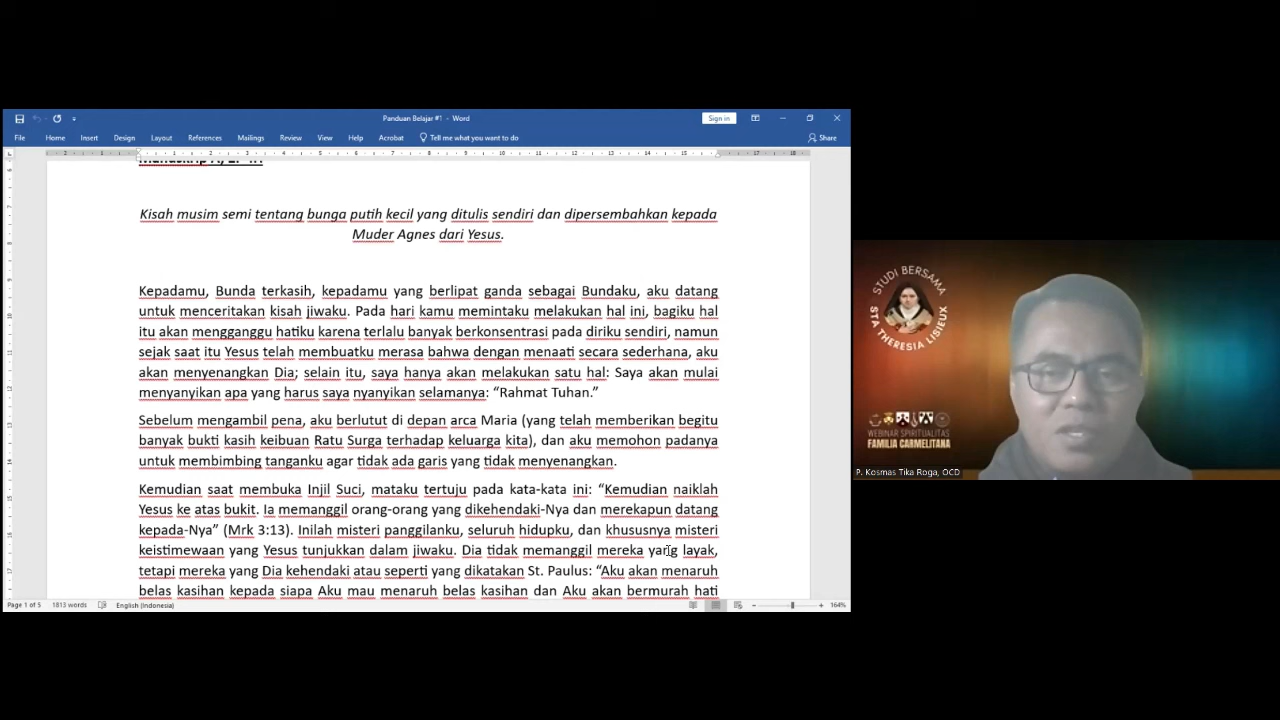 Panduan Belajar #1 - Word
Sign in
File Home Insert Design Layout References Mailings Review View Help Acrobat Tell me what you want to do Share
Kisah musim semi tentang bunga putih kecil yang ditulis sendiri dan dipersembahkan kepada
Muder Agnes dari Yesus.
Kepadamu, Bunda terkasih, kepadamu yang berlipat ganda sebagai Bundaku, aku datang
untuk menceritakan kisah jiwaku. Pada hari kamu memintaku melakukan hal ini, bagiku hal
itu akan mengganggu hatiku karena terlalu banyak berkonsentrasi pada diriku sendiri, namun
sejak saat itu Yesus telah membuatku merasa bahwa dengan menaati secara sederhana, aku
akan menyenangkan Dia; selain itu, saya hanya akan melakukan satu hal: Saya akan mulai
menyanyikan apa yang harus saya nyanyikan selamanya: “Rahmat Tuhan.”
Sebelum mengambil pena, aku berlutut di depan arca Maria (yang telah memberikan begitu
banyak bukti kasih keibuan Ratu Surga terhadap keluarga kita), dan aku memohon padanya
untuk membimbing tanganku agar tidak ada garis yang tidak menyenangkan.
Kemudian saat membuka Injil Suci, mataku tertuju pada kata-kata ini: “Kemudian naiklah
Yesus ke atas bukit. Ia memanggil orang-orang yang dikehendaki-Nya dan merekapun datang
kepada-Nya” (Mrk 3:13). Inilah misteri panggilanku, seluruh hidupku, dan khususnya misteri
keistimewaan yang Yesus tunjukkan dalam jiwaku. Dia tidak memanggil mereka yang layak,
tetapi mereka yang Dia kehendaki atau seperti yang dikatakan St. Paulus: “Aku akan menaruh
belas kasihan kepada siapa Aku mau menaruh belas kasihan dan Aku akan bermurah hati
Page 1 of 5 1813 words English (Indonesia) 164%
STUDI BERSAMA
STA THERESIA LISIEUX
WEBINAR SPIRITUALITAS
FAMILIA CARMELITANA
P. Kosmas Tika Roga, OCD